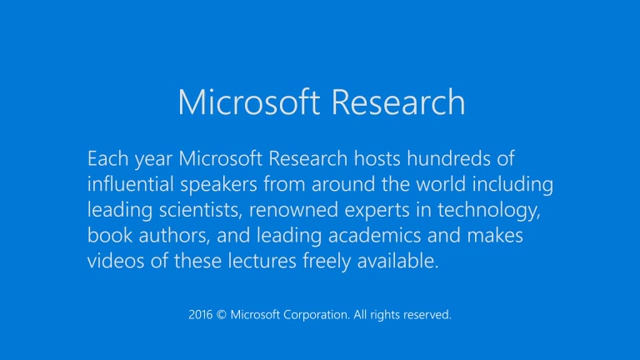 Microsoft Research
Each year Microsoft Research hosts hundreds of
influential speakers from around the world including
leading scientists, renowned experts in technology,
book authors, and leading academics and makes
videos of these lectures freely available.
2016 © Microsoft Corporation. All rights reserved.